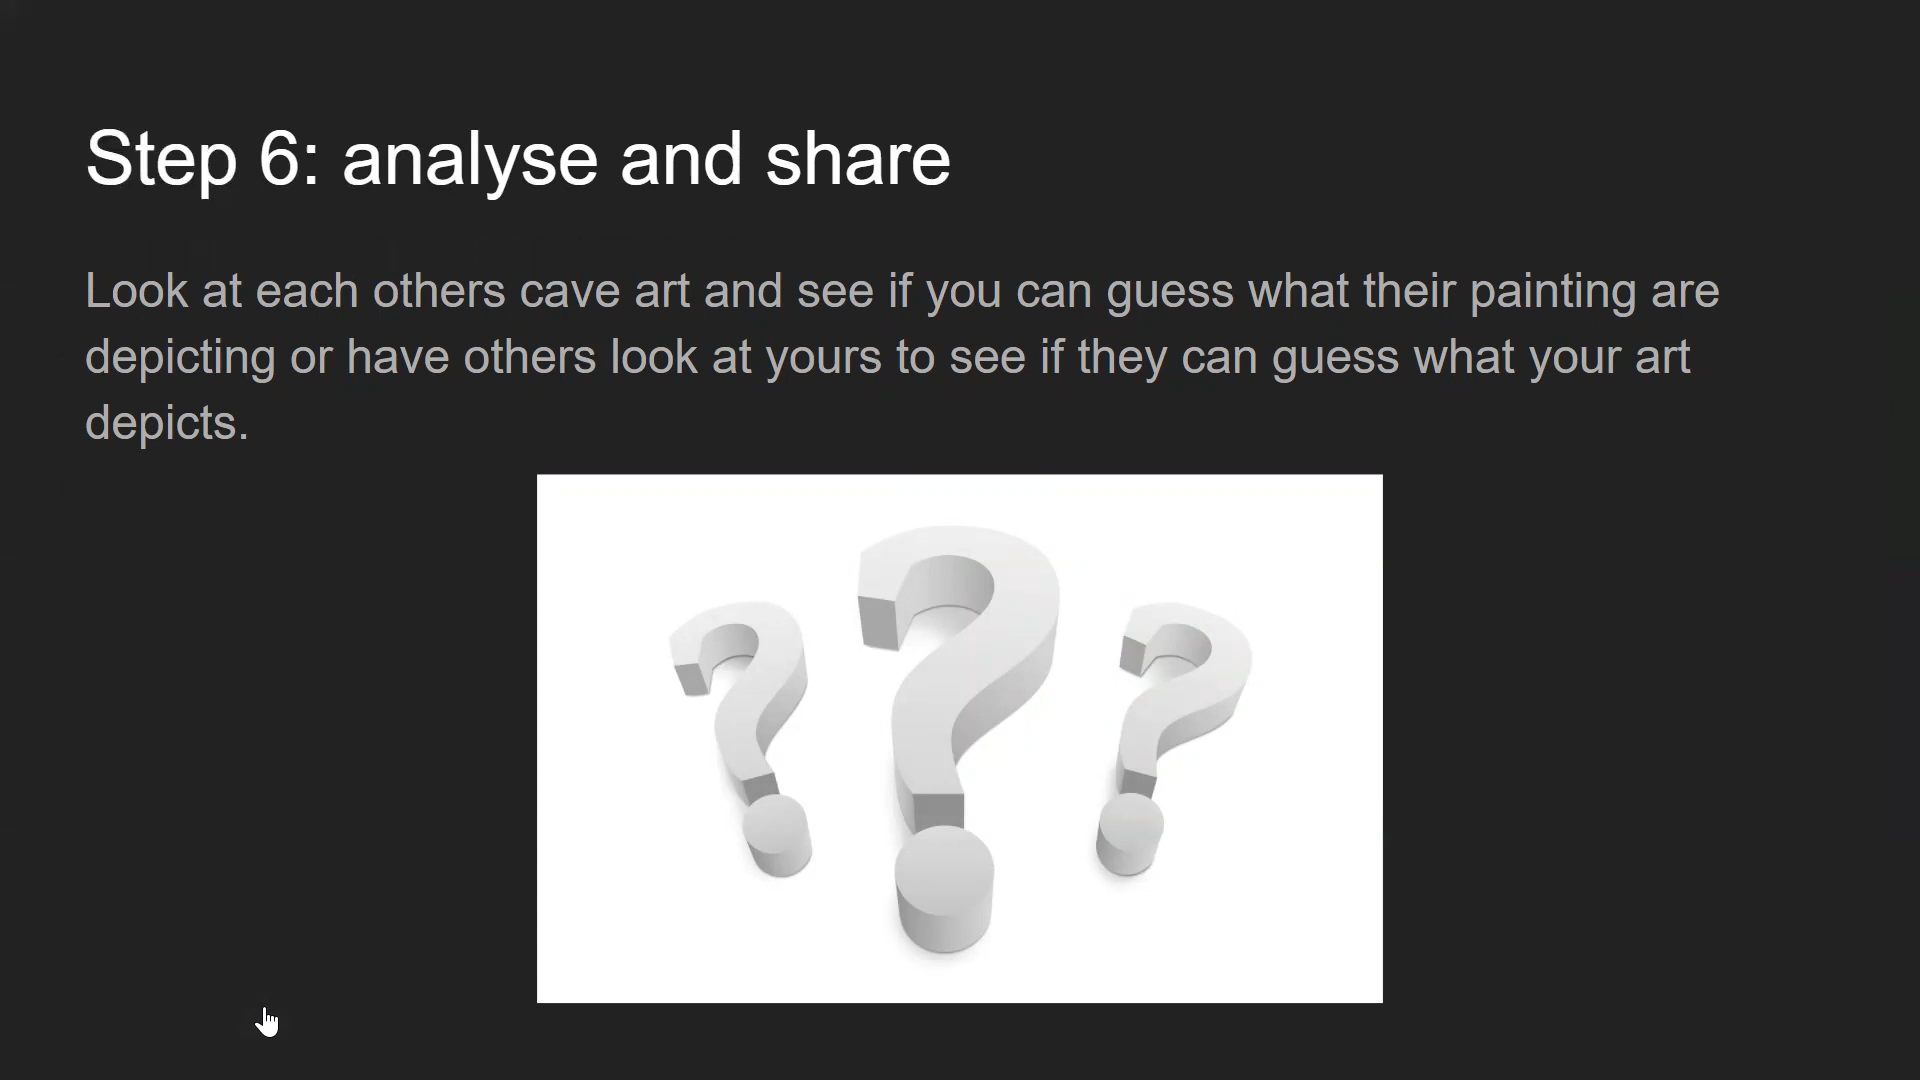 Step 6: analyse and share
Look at each others cave art and see if you can guess what their painting are
depicting or have others look at yours to see if they can guess what your art
depicts.